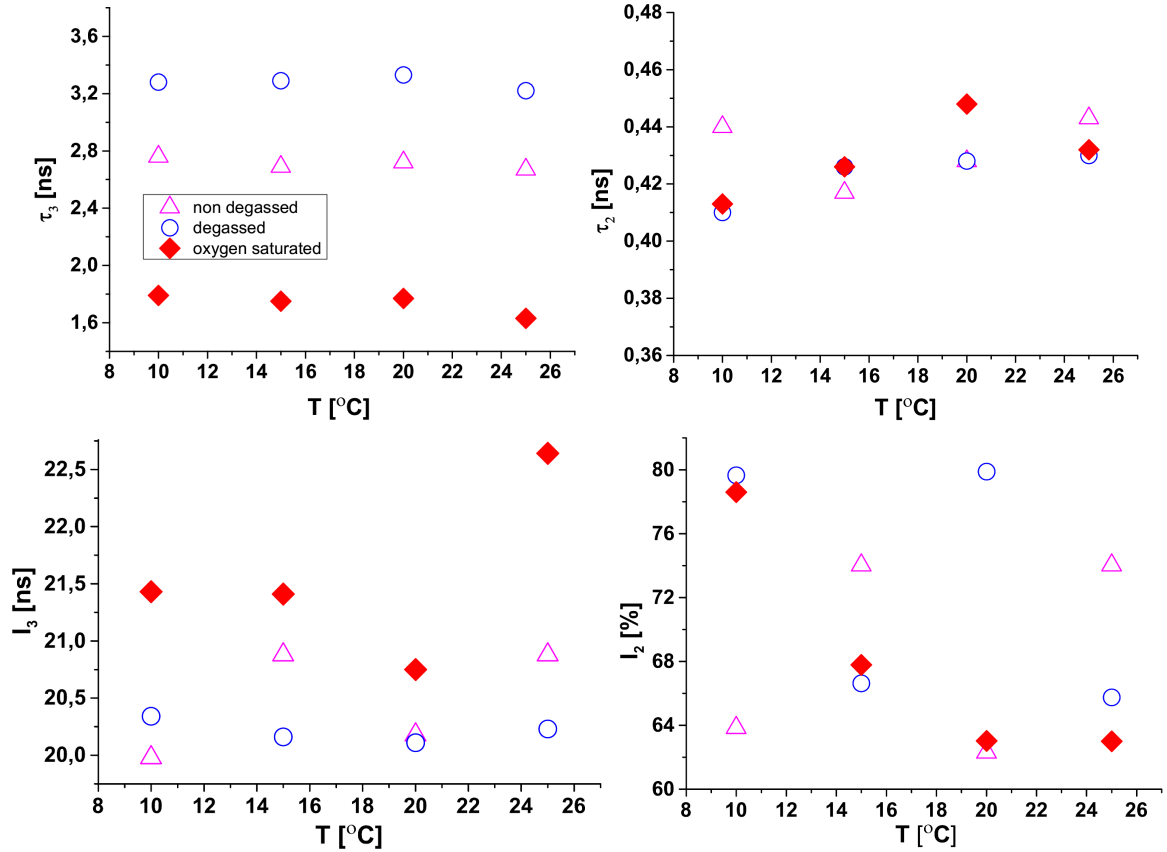 3,6
3,2
2,8
2,4
2,0
1,6
τ3 [ns]
non degassed
degassed
oxygen saturated
8 10 12 14 16 18 20 22 24 26
T [°C]
0,48
0,46
0,44
0,42
0,40
0,38
0,36
τ2 [ns]
8 10 12 14 16 18 20 22 24 26
T [°C]
22,5
22,0
21,5
21,0
20,5
20,0
I3 [ns]
8 10 12 14 16 18 20 22 24 26
T [°C]
80
76
72
68
64
60
I2 [%]
8 10 12 14 16 18 20 22 24 26
T [°C]